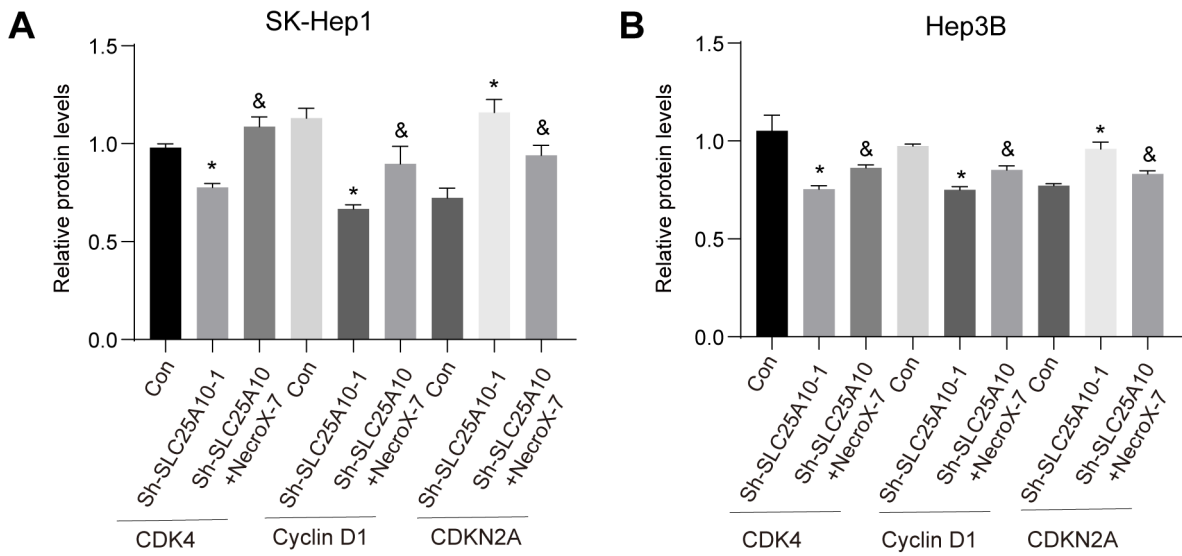 A
SK-Hep1
Relative protein levels
1.5
1.0
0.5
0.0
*
&
*
&
*
&
Con
Sh-SLC25A10-1
Sh-SLC25A10
+NecroX-7
Con
Sh-SLC25A10-1
Sh-SLC25A10
+NecroX-7
Con
Sh-SLC25A10-1
Sh-SLC25A10
+NecroX-7
CDK4
Cyclin D1
CDKN2A
B
Hep3B
Relative protein levels
1.5
1.0
0.5
0.0
*
&
*
&
*
&
Con
Sh-SLC25A10-1
Sh-SLC25A10
+NecroX-7
Con
Sh-SLC25A10-1
Sh-SLC25A10
+NecroX-7
Con
Sh-SLC25A10-1
Sh-SLC25A10
+NecroX-7
CDK4
Cyclin D1
CDKN2A